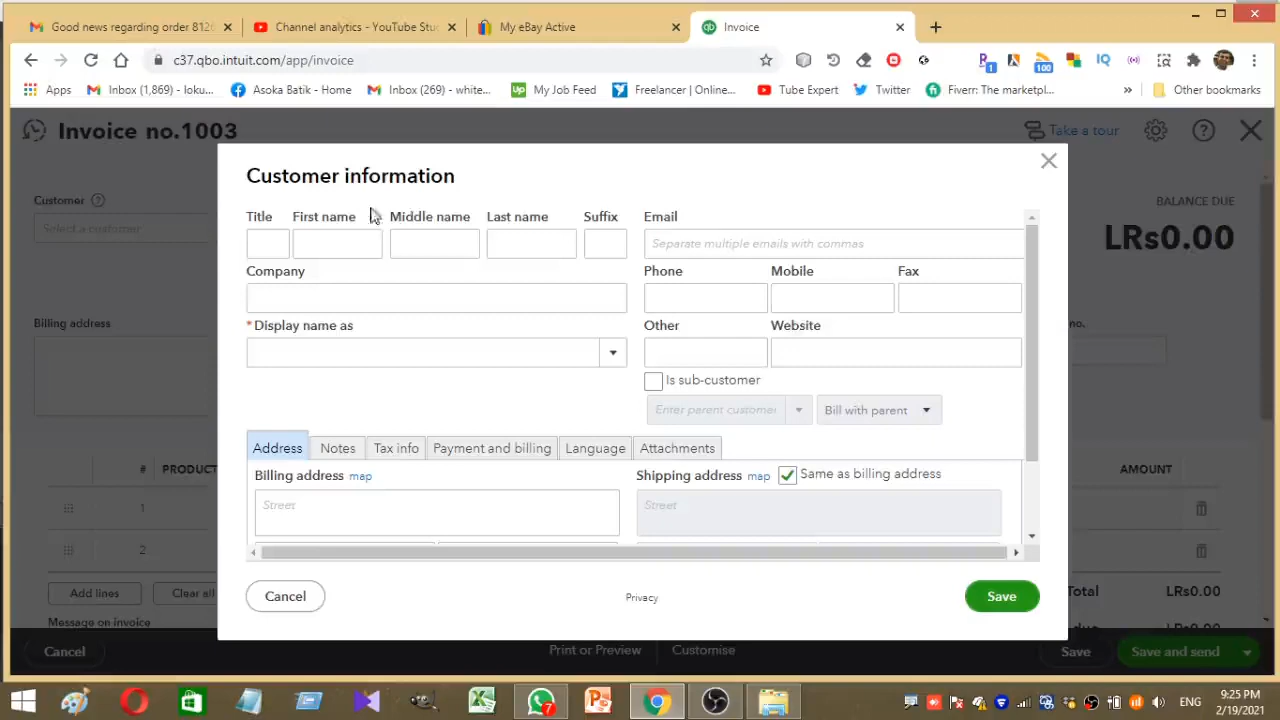 Good news regarding order 8126
Channel analytics - YouTube Stu
My eBay Active
Invoice
c37.qbo.intuit.com/app/invoice
1
100
IQ
Apps
Inbox (1,869) - loku...
Asoka Batik - Home
Inbox (269) - white...
Up My Job Feed
Freelancer | Online...
Tube Expert
Twitter
Fiverr: The marketpl...
»
Other bookmarks
Invoice no.1003
Take a tour
Customer ?
Select a customer
BALANCE DUE
LRs0.00
Billing address
no.
Customer information
Title First name Middle name Last name Suffix Email
Separate multiple emails with commas
Company Phone Mobile Fax
* Display name as Other Website
Is sub-customer
Enter parent customer Bill with parent
Address Notes Tax info Payment and billing Language Attachments
Billing address map Shipping address map Same as billing address
Street Street
# PRODUCT AMOUNT
1
2
Cancel Privacy Save
Add lines Clear all
Total LRs0.00
Message on invoice
Cancel Print or Preview Customise Save Save and send
7
ENG
9:25 PM
2/19/2021